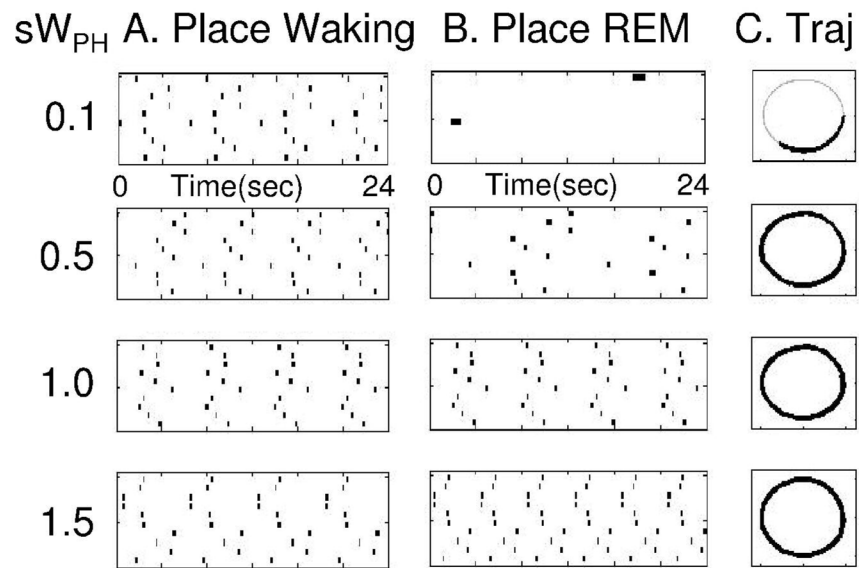 sW_PH A. Place Waking B. Place REM C. Traj
0.1
0 Time(sec) 24 0 Time(sec) 24
0.5
1.0
1.5